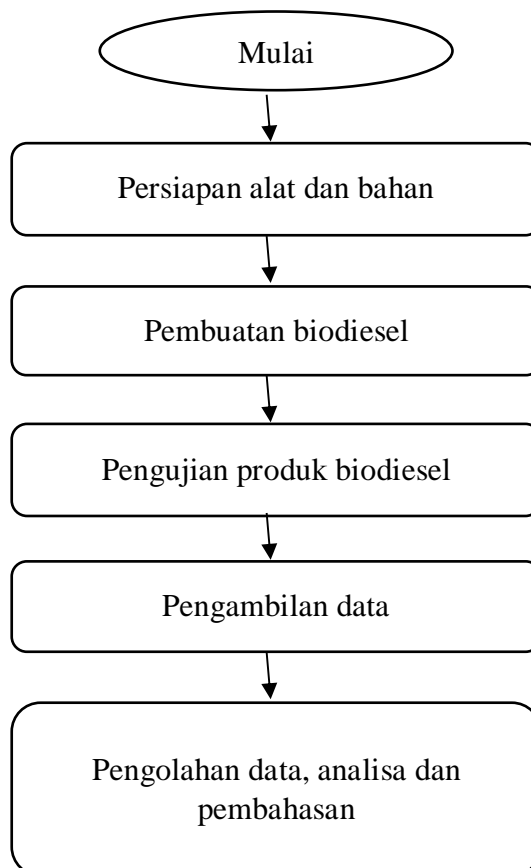 Mulai
Persiapan alat dan bahan
Pembuatan biodiesel
Pengujian produk biodiesel
Pengambilan data
Pengolahan data, analisa dan
pembahasan